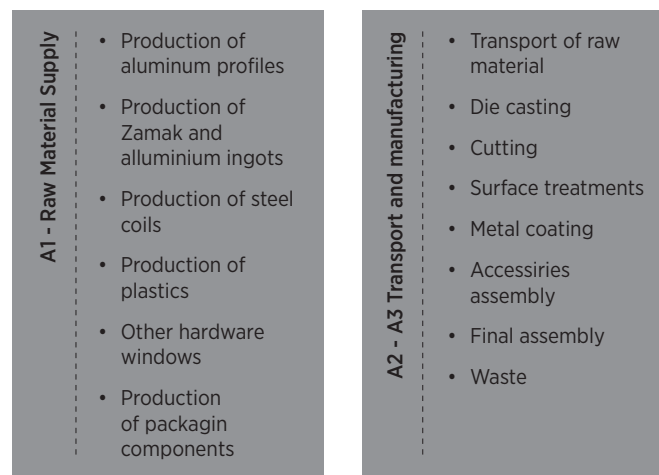 A1 - Raw Material Supply
• Production of
aluminum profiles
• Production of
Zamak and
alluminium ingots
• Production of steel
coils
• Production of
plastics
• Other hardware
windows
• Production
of packagin
components
A2 - A3 Transport and manufacturing
• Transport of raw
material
• Die casting
• Cutting
• Surface treatments
• Metal coating
• Accessiries
assembly
• Final assembly
• Waste